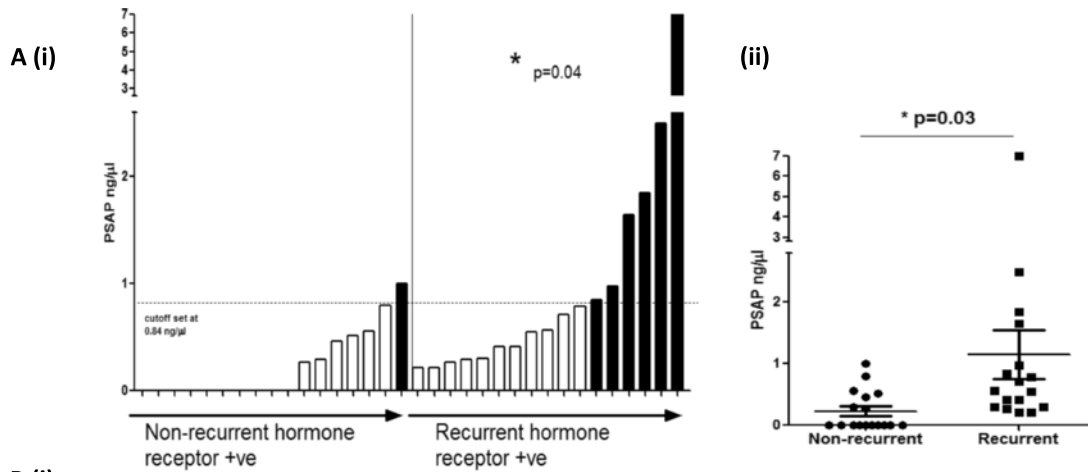 A (i)
7
6
5
4
3
2
1
0
PSAP ng/µl
*
p=0.04
cutoff set at
0.84 ng/µl
Non-recurrent hormone
receptor +ve
Recurrent hormone
receptor +ve
(ii)
* p=0.03
7
6
5
4
3
2
1
0
PSAP ng/µl
Non-recurrent
Recurrent